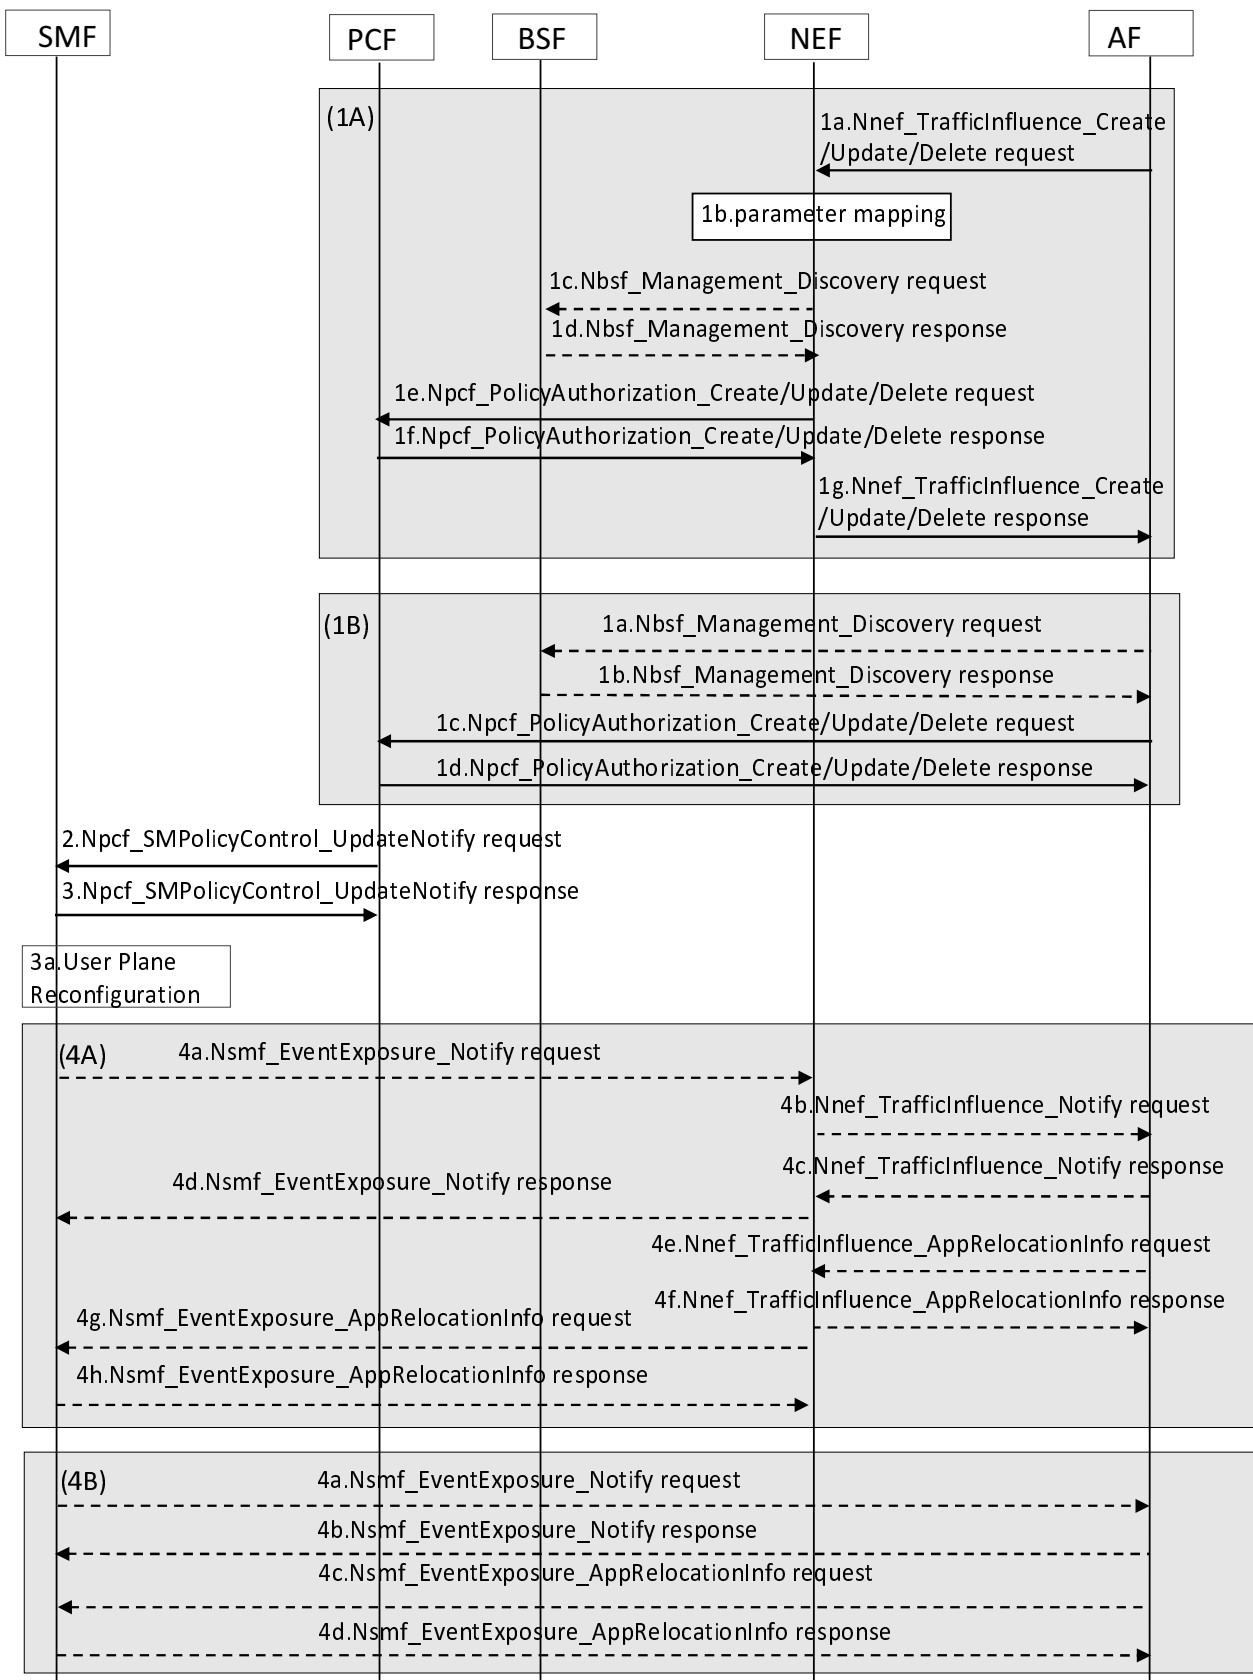 SMF
PCF
BSF
NEF
AF
(1A)
1a.Nnef_TrafficInfluence_Create
/Update/Delete request
1b.parameter mapping
1c.Nbsf_Management_Discovery request
1d.Nbsf_Management_Discovery response
1e.Npcf_PolicyAuthorization_Create/Update/Delete request
1f.Npcf_PolicyAuthorization_Create/Update/Delete response
1g.Nnef_TrafficInfluence_Create
/Update/Delete response
(1B)
1a.Nbsf_Management_Discovery request
1b.Nbsf_Management_Discovery response
1c.Npcf_PolicyAuthorization_Create/Update/Delete request
1d.Npcf_PolicyAuthorization_Create/Update/Delete response
2.Npcf_SMPolicyControl_UpdateNotify request
3.Npcf_SMPolicyControl_UpdateNotify response
3a.User Plane
Reconfiguration
(4A)
4a.Nsmf_EventExposure_Notify request
4b.Nnef_TrafficInfluence_Notify request
4c.Nnef_TrafficInfluence_Notify response
4d.Nsmf_EventExposure_Notify response
4e.Nnef_TrafficInfluence_AppRelocationInfo request
4f.Nnef_TrafficInfluence_AppRelocationInfo response
4g.Nsmf_EventExposure_AppRelocationInfo request
4h.Nsmf_EventExposure_AppRelocationInfo response
(4B)
4a.Nsmf_EventExposure_Notify request
4b.Nsmf_EventExposure_Notify response
4c.Nsmf_EventExposure_AppRelocationInfo request
4d.Nsmf_EventExposure_AppRelocationInfo response